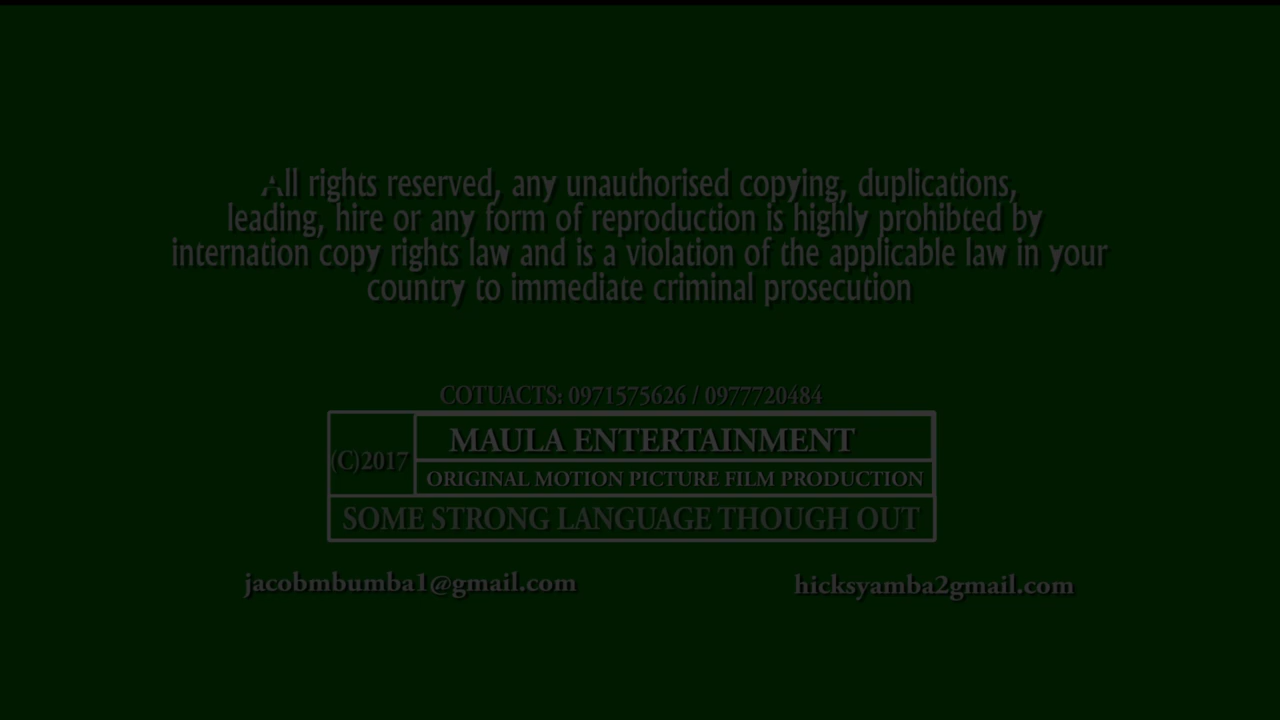 All rights reserved, any unauthorised copying, duplications,
leading, hire or any form of reproduction is highly prohibted by
internation copy rights law and is a violation of the applicable law in your
country to immediate criminal prosecution
COTUACTS: 0971575626 / 0977720484
(C)2017
MAULA ENTERTAINMENT
ORIGINAL MOTION PICTURE FILM PRODUCTION
SOME STRONG LANGUAGE THOUGH OUT
jacobmbumba1@gmail.com
hicksyamba2gmail.com